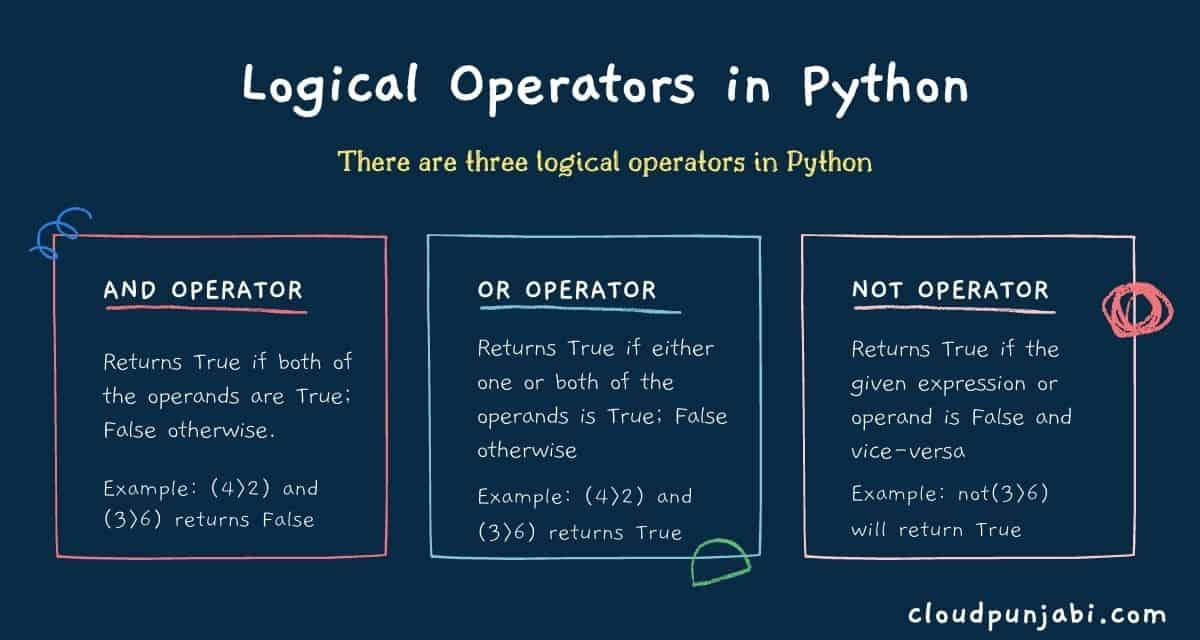 Logical Operators in Python
There are three logical operators in Python
AND OPERATOR
Returns True if both of
the operands are True;
False otherwise.
Example: (4>2) and
(3>6) returns False
OR OPERATOR
Returns True if either
one or both of the
operands is True; False
otherwise
Example: (4>2) and
(3>6) returns True
NOT OPERATOR
Returns True if the
given expression or
operand is False and
vice-versa
Example: not(3>6)
will return True
cloudpunjabi.com